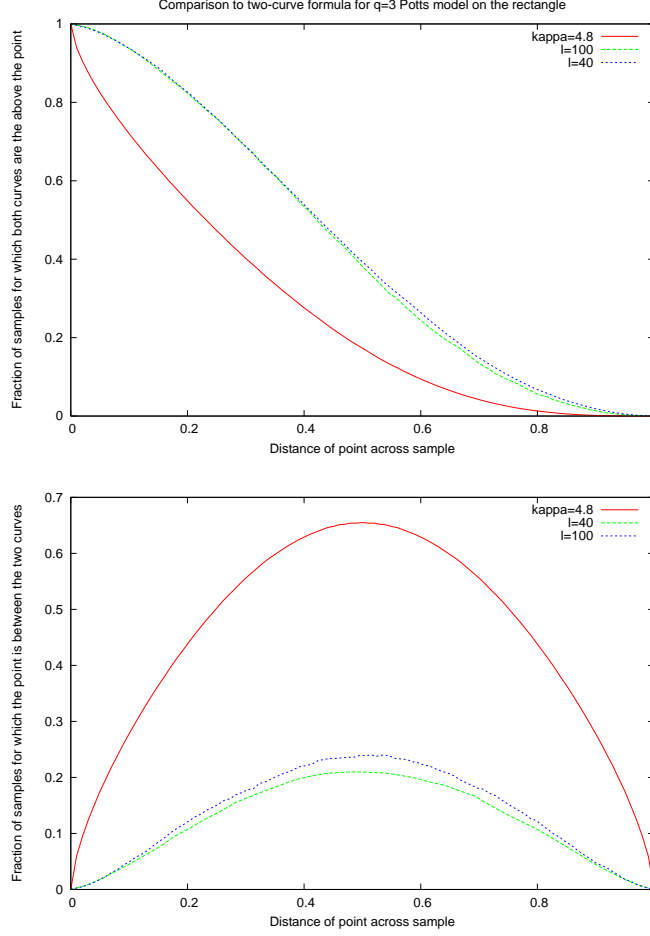 Comparison to two-curve formula for q=3 Potts model on the rectangle
Fraction of samples for which both curves are the above the point
1
0.8
0.6
0.4
0.2
0
kappa=4.8
l=100
l=40
0 0.2 0.4 0.6 0.8
Distance of point across sample
Fraction of samples for which the point is between the two curves
0.7
0.6
0.5
0.4
0.3
0.2
0.1
0
kappa=4.8
l=40
l=100
0 0.2 0.4 0.6 0.8
Distance of point across sample